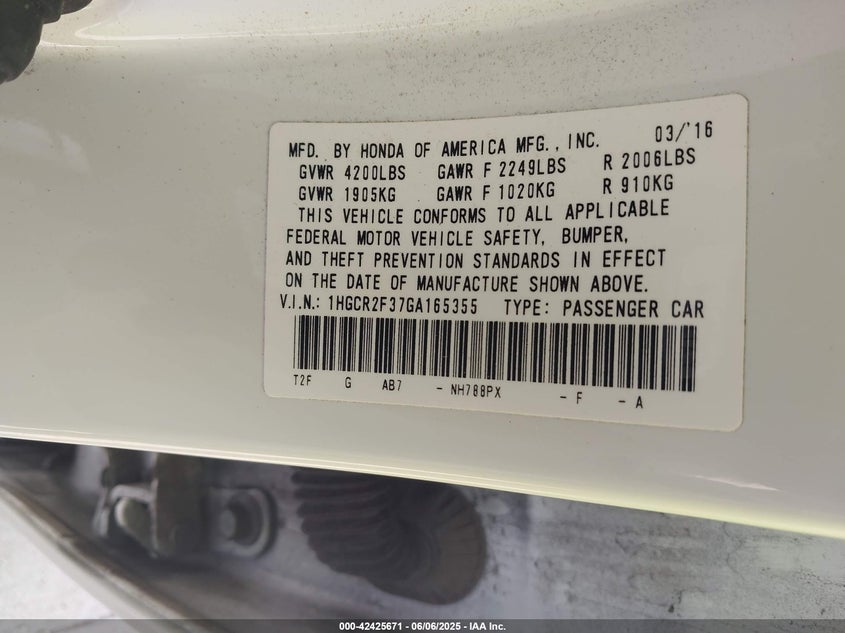 MFD. BY HONDA OF AMERICA MFG., INC. 03/'16
GVWR 4200LBS GAWR F 2249LBS R 2006LBS
GVWR 1905KG GAWR F 1020KG R 910KG
THIS VEHICLE CONFORMS TO ALL APPLICABLE
FEDERAL MOTOR VEHICLE SAFETY, BUMPER,
AND THEFT PREVENTION STANDARDS IN EFFECT
ON THE DATE OF MANUFACTURE SHOWN ABOVE.
V.I.N.: 1HGCR2F37GA165355 TYPE: PASSENGER CAR
T2F G AB7 - NH788PX - F - A
000-42425671 | 06/06/2025 - IAA Inc.